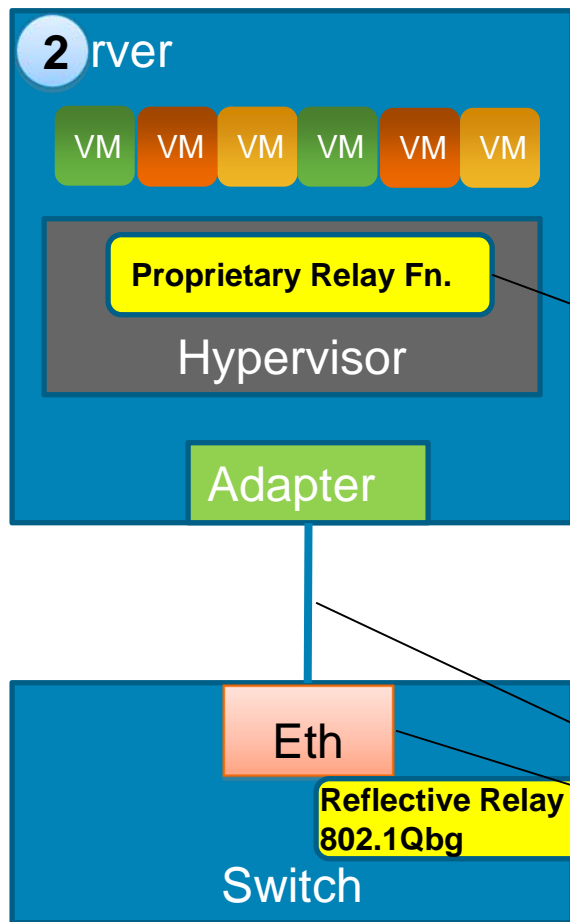 2 rver
VM VM VM VM VM VM
Proprietary Relay Fn.
Hypervisor
Adapter
Eth
Reflective Relay
802.1Qbg
Switch